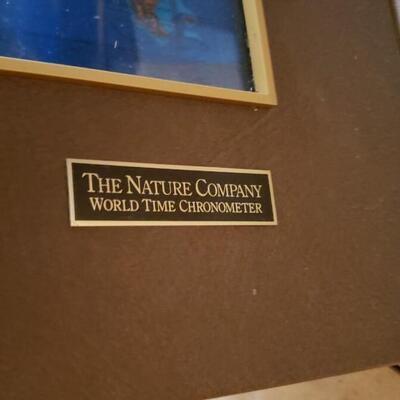 THE NATURE COMPANY
WORLD TIME CHRONOMETER